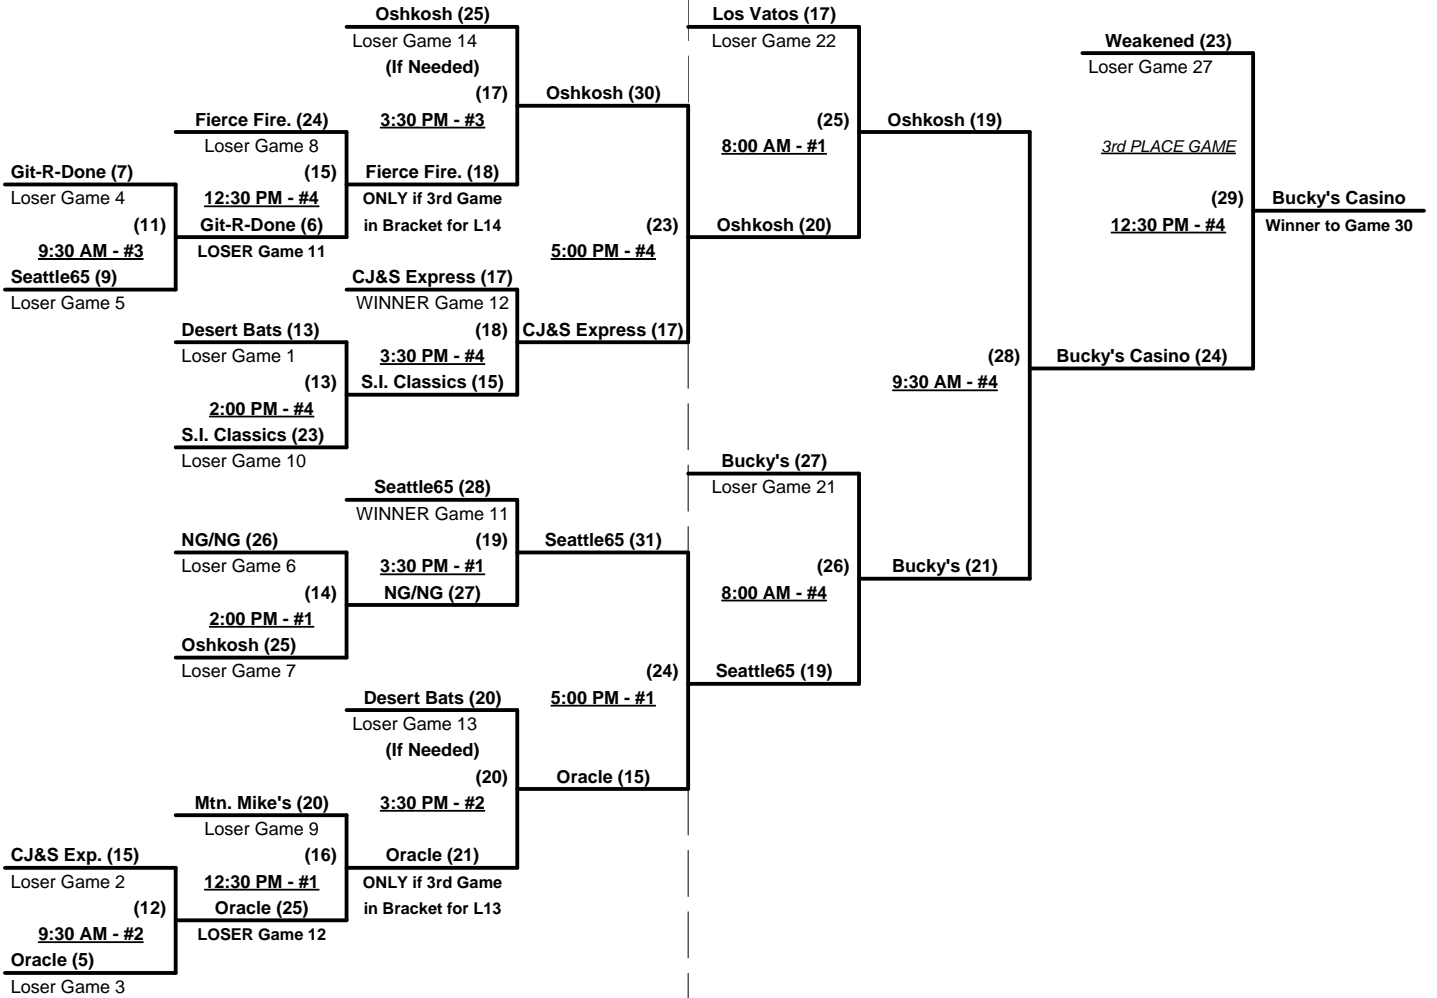 Oshkosh (25)
Loser Game 14
(If Needed)
(17)
3:30 PM - #3
Fierce Fire. (24)
Loser Game 8
(15)
12:30 PM - #4
Git-R-Done (7)
Loser Game 4
(11)
9:30 AM - #3
Seattle65 (9)
Loser Game 5
Git-R-Done (6)
LOSER Game 11
Fierce Fire. (18)
ONLY if 3rd Game
in Bracket for L14
Oshkosh (30)
(23)
5:00 PM - #4
CJ&S Express (17)
WINNER Game 12
(18)
3:30 PM - #4
S.I. Classics (15)
CJ&S Express (17)
Desert Bats (13)
Loser Game 1
(13)
2:00 PM - #4
S.I. Classics (23)
Loser Game 10
Seattle65 (28)
WINNER Game 11
(19)
3:30 PM - #1
NG/NG (27)
NG/NG (26)
Loser Game 6
(14)
2:00 PM - #1
Oshkosh (25)
Loser Game 7
Seattle65 (31)
(24)
5:00 PM - #1
Desert Bats (20)
Loser Game 13
(If Needed)
(20)
3:30 PM - #2
Oracle (15)
Mtn. Mike's (20)
Loser Game 9
(16)
12:30 PM - #1
Oracle (21)
ONLY if 3rd Game
in Bracket for L13
CJ&S Exp. (15)
Loser Game 2
(12)
9:30 AM - #2
Oracle (5)
Loser Game 3
Oracle (25)
LOSER Game 12
Los Vatos (17)
Loser Game 22
(25)
8:00 AM - #1
Oshkosh (20)
Oshkosh (19)
(28)
9:30 AM - #4
Bucky's (27)
Loser Game 21
(26)
8:00 AM - #4
Seattle65 (19)
Bucky's (21)
Weakened (23)
Loser Game 27
3rd PLACE GAME
(29)
12:30 PM - #4
Bucky's Casino (24)
Bucky's Casino
Winner to Game 30